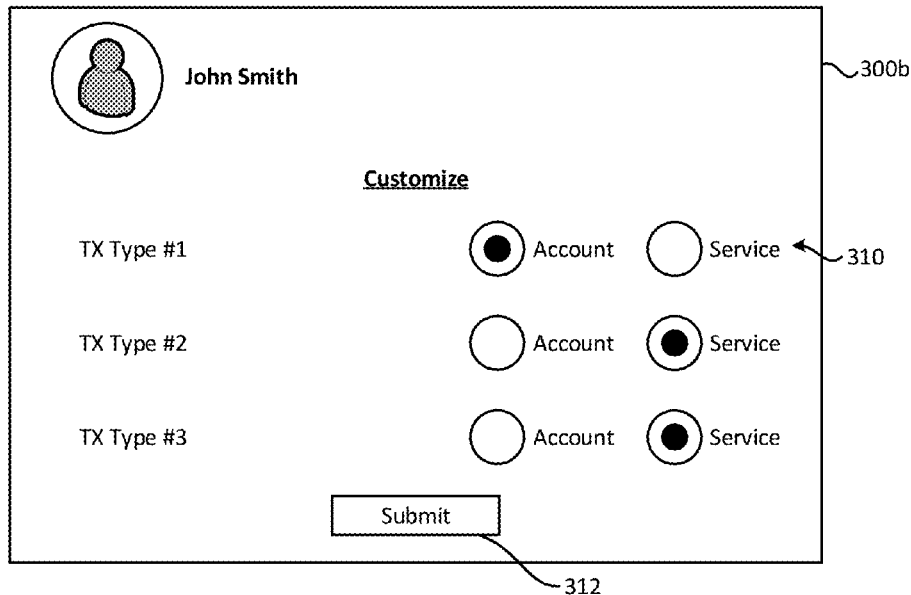 John Smith
300b
Customize
TX Type #1 Account Service
310
TX Type #2 Account Service
TX Type #3 Account Service
Submit
312